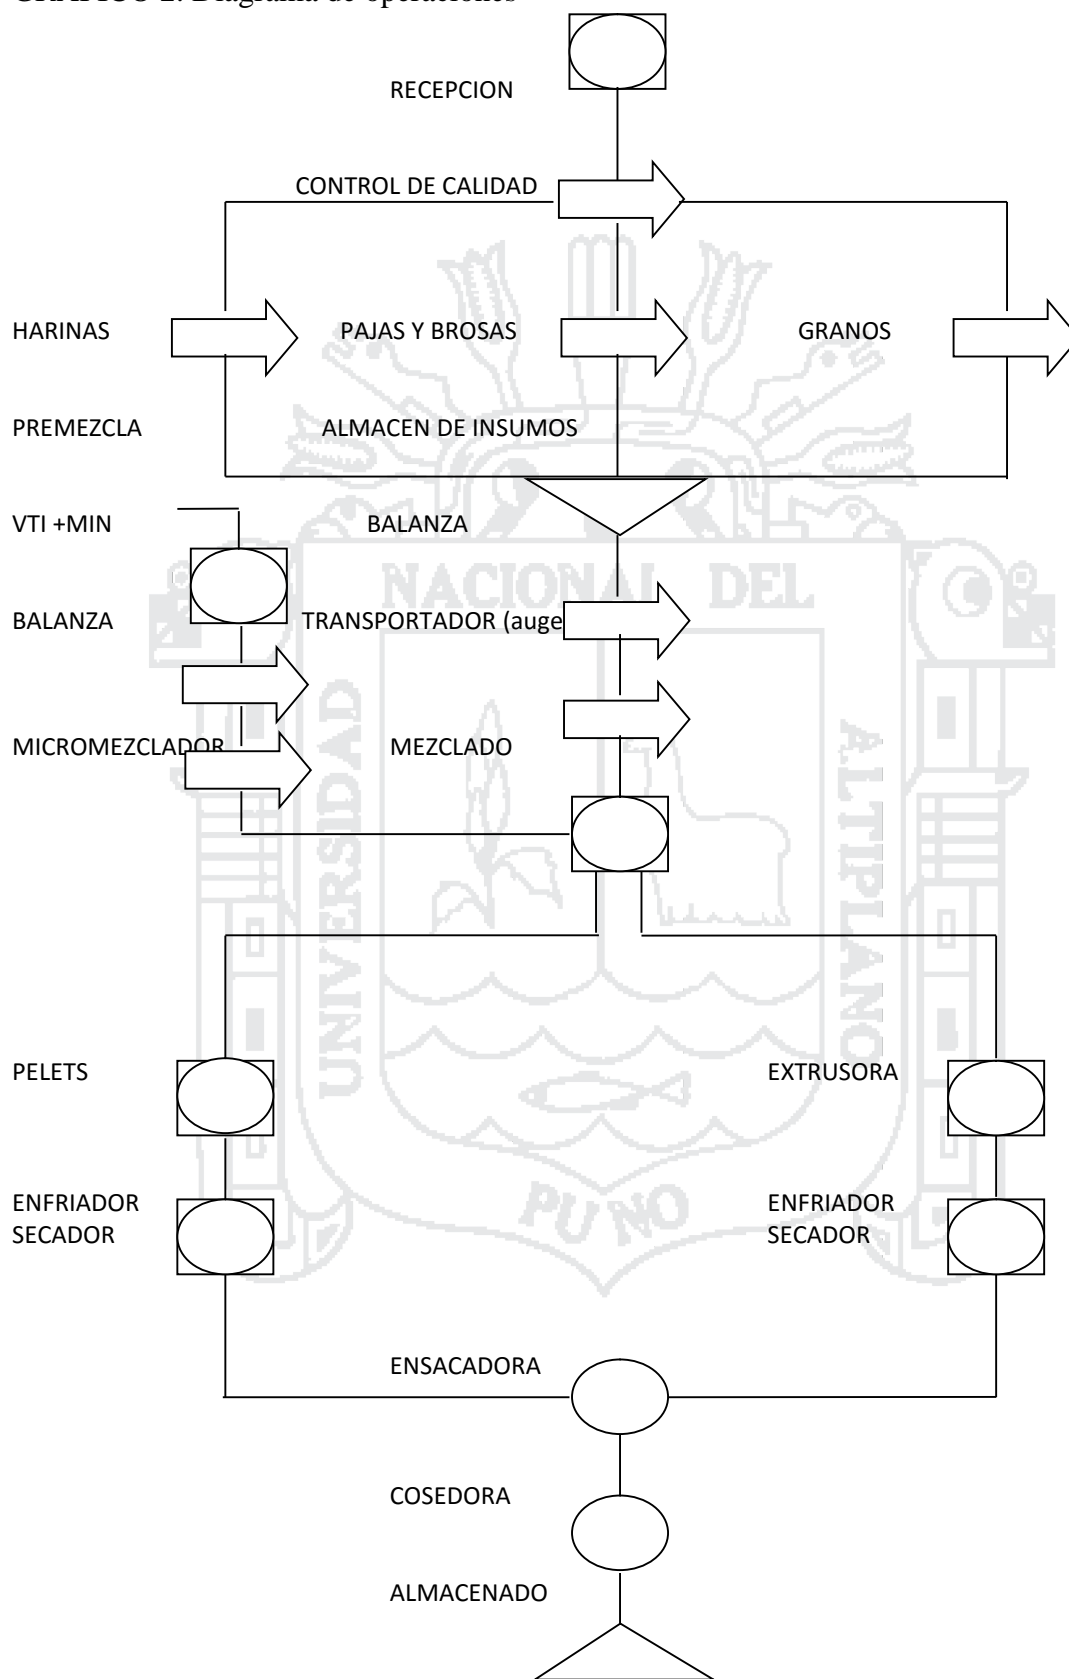 GRAFICO 2: Diagrama de operaciones
RECEPCION
CONTROL DE CALIDAD
HARINAS
PAJAS Y BROSAS
GRANOS
PREMEZCLA
ALMACEN DE INSUMOS
VTI +MIN
BALANZA
NACIONAL DEL
BALANZA
TRANSPORTADOR (auge
MICROMEZCLADOR
MEZCLADO
UNIVERSIDAD
ALTIPLANO
PELETS
EXTRUSORA
ENFRIADOR
SECADOR
ENFRIADOR
SECADOR
PUNO
ENSACADORA
COSEDORA
ALMACENADO